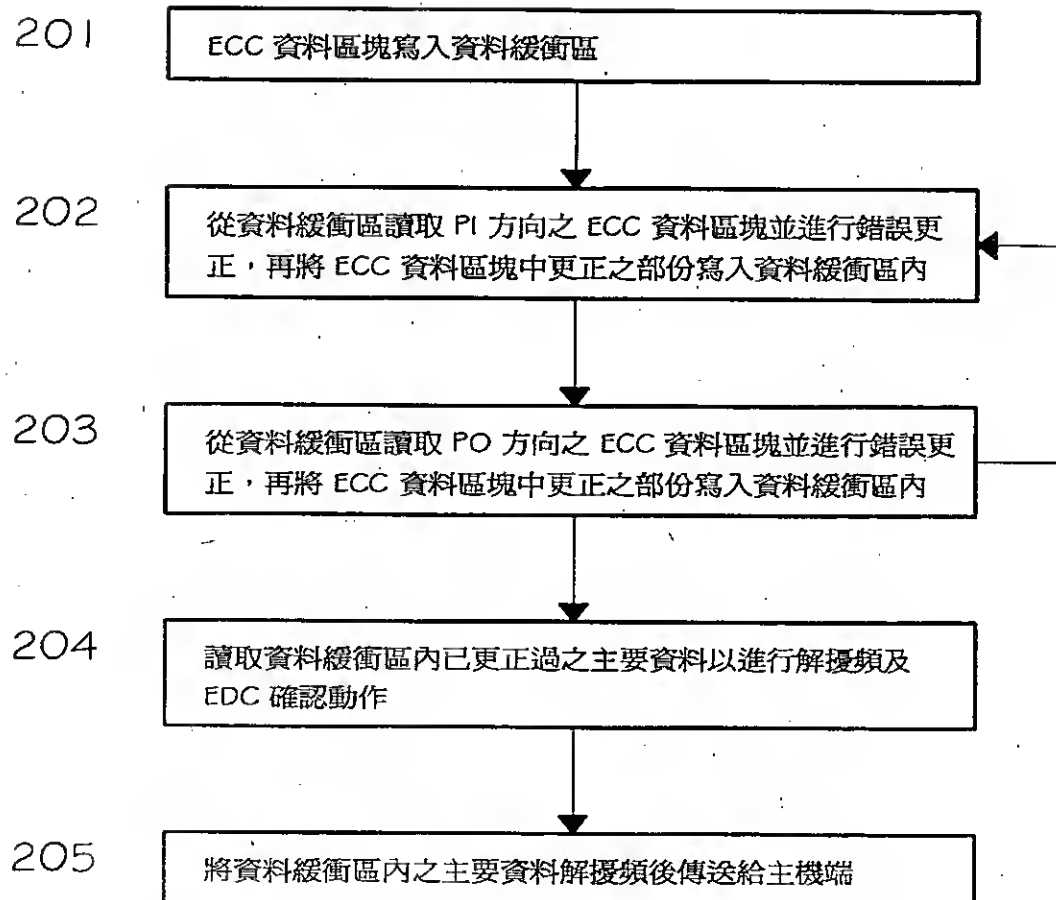 201
ECC 資料區塊寫入資料緩衝區
202
從資料緩衝區讀取 PI 方向之 ECC 資料區塊並進行錯誤更
正，再將 ECC 資料區塊中更正之部份寫入資料緩衝區內
203
從資料緩衝區讀取 PO 方向之 ECC 資料區塊並進行錯誤更
正，再將 ECC 資料區塊中更正之部份寫入資料緩衝區內
204
讀取資料緩衝區內已更正過之主要資料以進行解擾頻及
EDC 確認動作
205
將資料緩衝區內之主要資料解擾頻後傳送給主機端